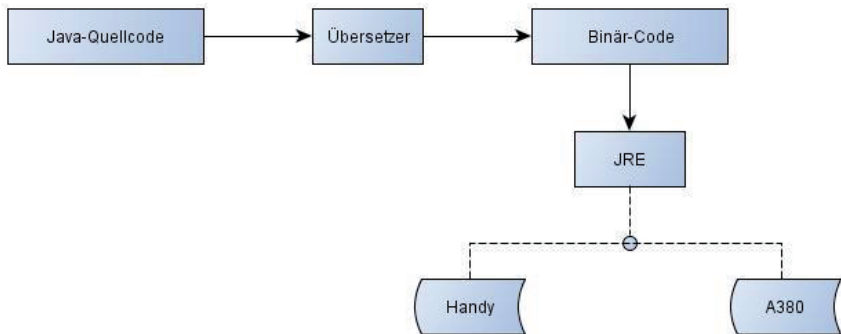 Java-Quellcode
Übersetzer
Binär-Code
JRE
Handy
A380